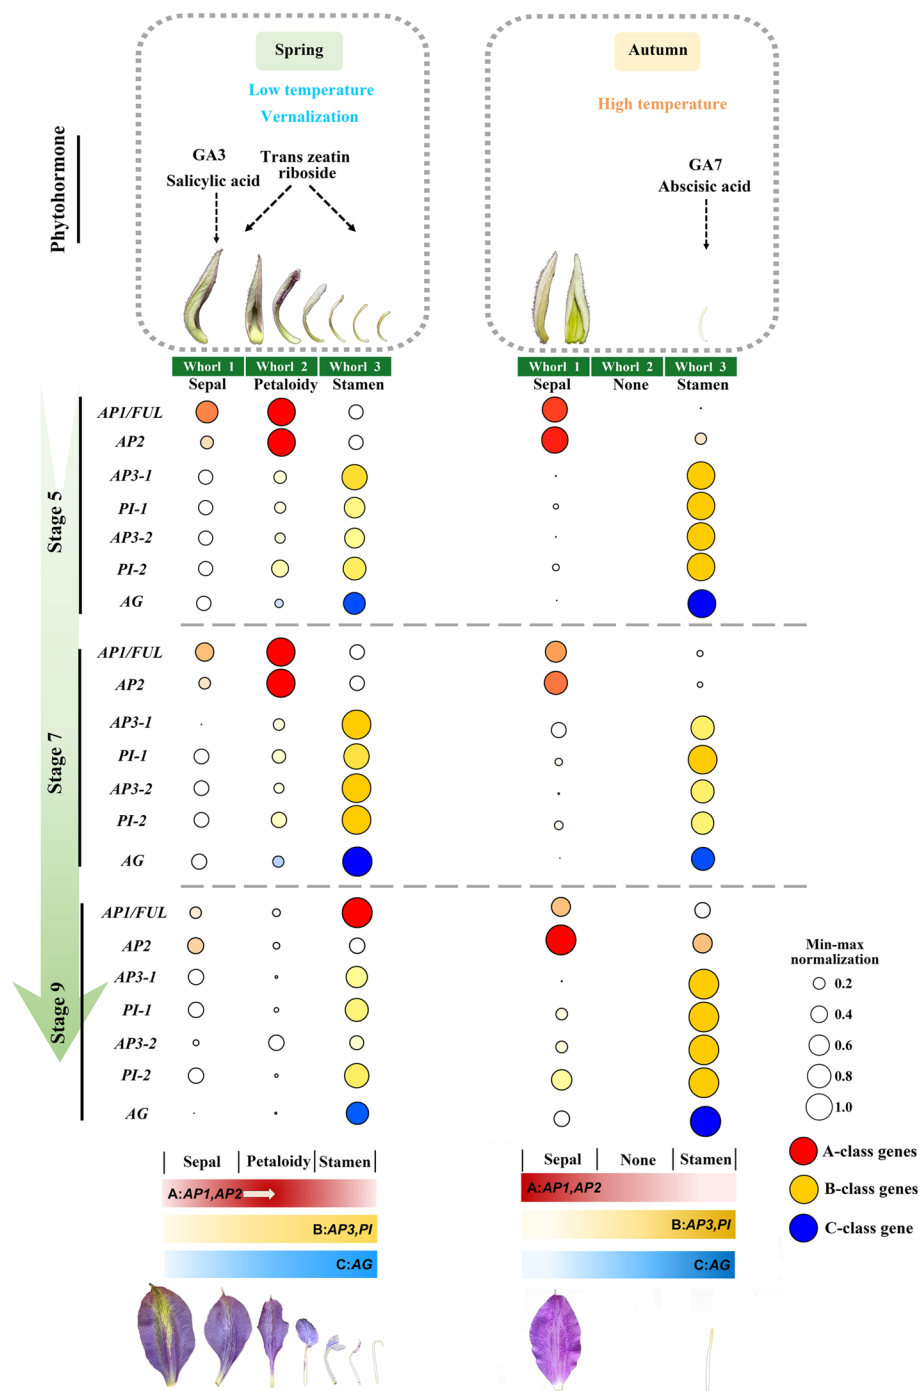 Spring
Autumn
Low temperature
Vernalization
High temperature
Phytohormone
GA3
Salicylic acid
Trans zeatin
riboside
GA7
Abscisic acid
Whorl 1
Whorl 2
Whorl 3
Whorl 1
Whorl 2
Whorl 3
Sepal
Petaloidy
Stamen
Sepal
None
Stamen
Stage 5
AP1/FUL
AP2
AP3-1
PI-1
AP3-2
PI-2
AG
Stage 7
AP1/FUL
AP2
AP3-1
PI-1
AP3-2
PI-2
AG
Stage 9
AP1/FUL
AP2
AP3-1
PI-1
AP3-2
PI-2
AG
Min-max
normalization
0.2
0.4
0.6
0.8
1.0
A-class genes
B-class genes
C-class gene
Sepal
Petaloidy
Stamen
A:AP1,AP2
B:AP3,PI
C:AG
Sepal
None
Stamen
A:AP1,AP2
B:AP3,PI
C:AG